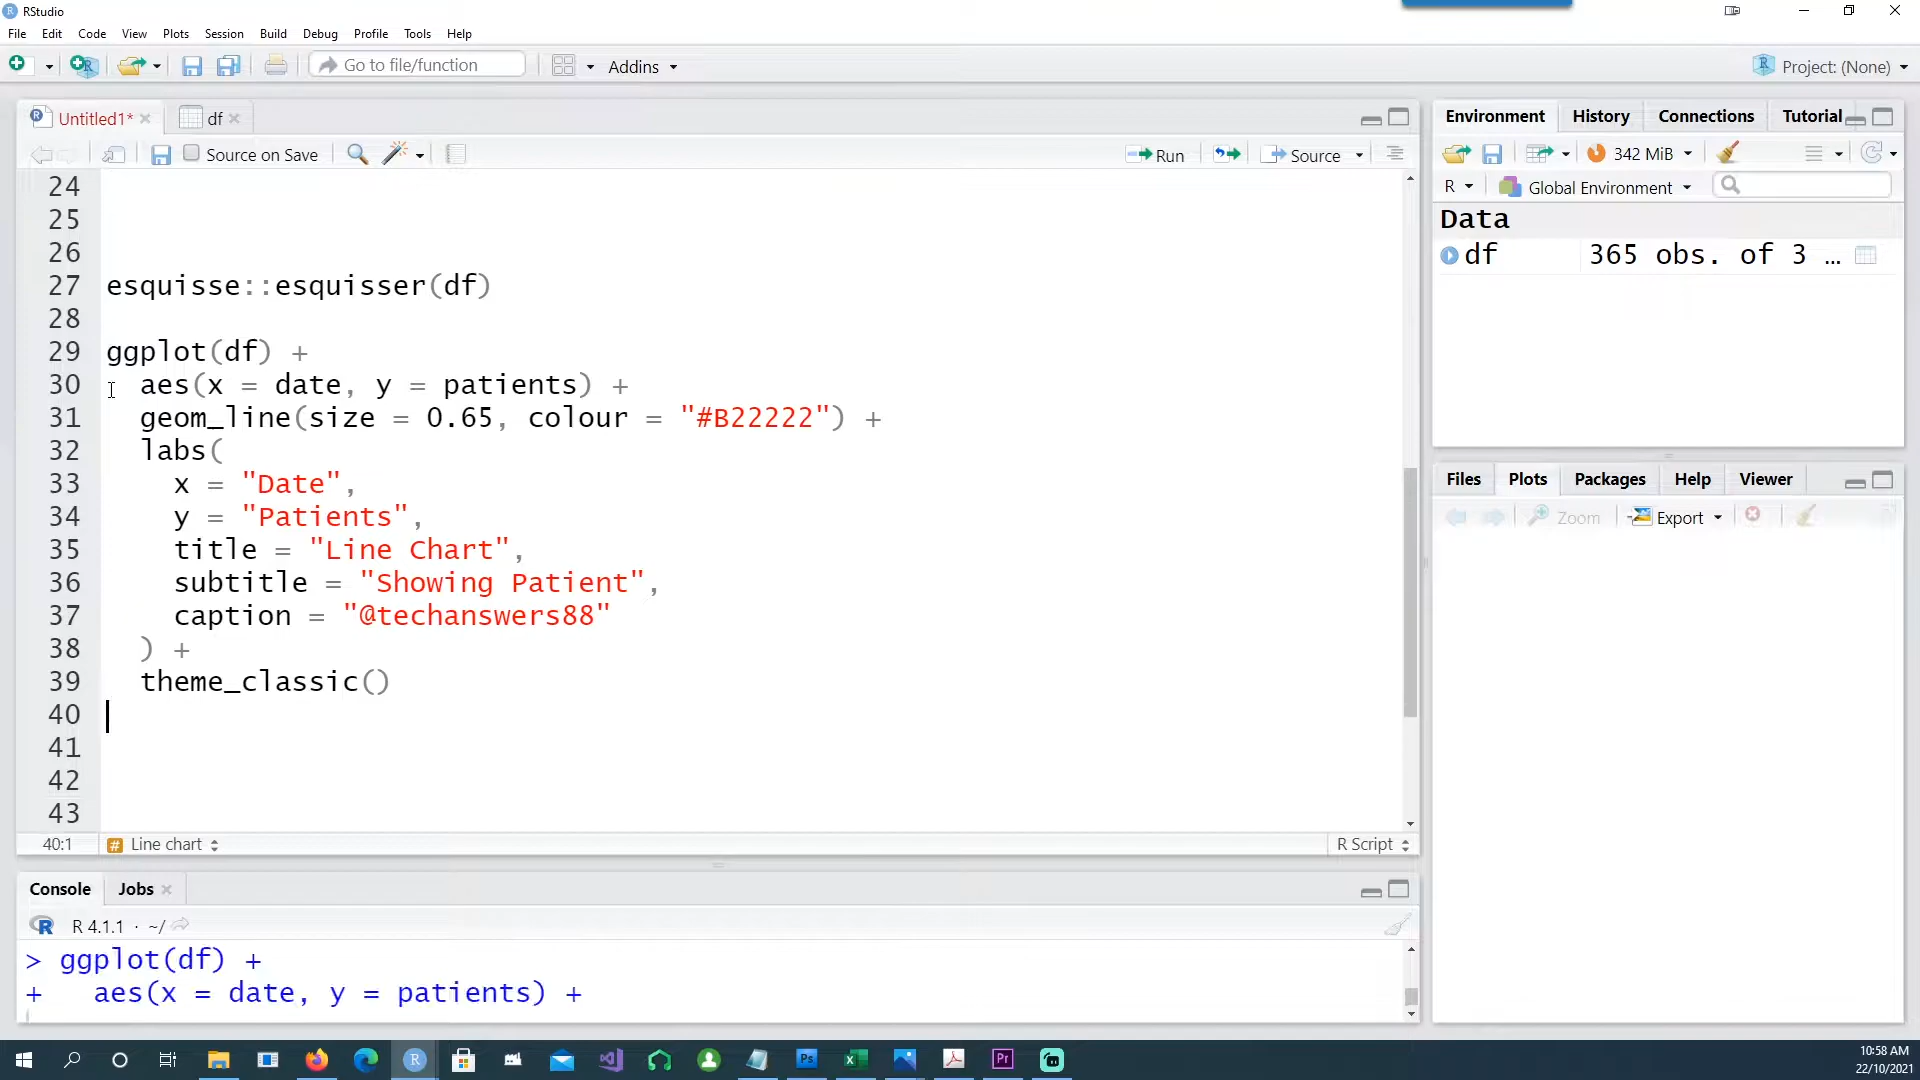 RStudio
File Edit Code View Plots Session Build Debug Profile Tools Help
Go to file/function Addins Project: (None)
Untitled1* df
Source on Save Run Source
24
25
26
27 esquisse::esquisser(df)
28
29 ggplot(df) +
30 aes(x = date, y = patients) +
31 geom_line(size = 0.65, colour = "#B22222") +
32 labs(
33 x = "Date",
34 y = "Patients",
35 title = "Line Chart",
36 subtitle = "Showing Patient",
37 caption = "@techanswers88"
38 ) +
39 theme_classic()
40
41
42
43
40:1 # Line chart R Script
Console Jobs
R 4.1.1 · ~/
> ggplot(df) +
+ aes(x = date, y = patients) +
Environment History Connections Tutorial
342 MiB
R Global Environment
Data
df 365 obs. of 3 …
Files Plots Packages Help Viewer
Zoom Export
Ps Pr
10:58 AM
22/10/2021